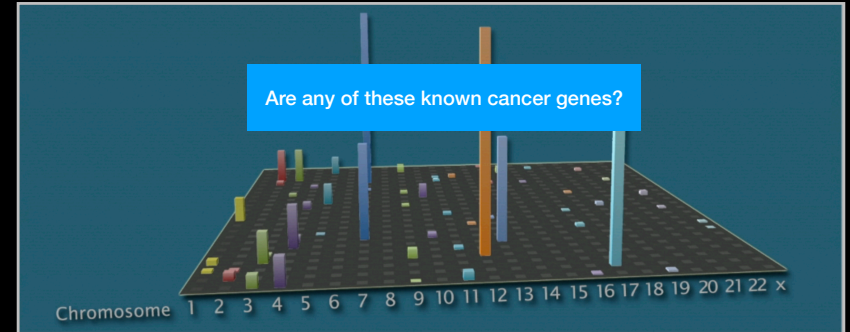 Are any of these known cancer genes?
Chromosome 1 2 3 4 5 6 7 8 9 10 11 12 13 14 15 16 17 18 19 20 21 22 x